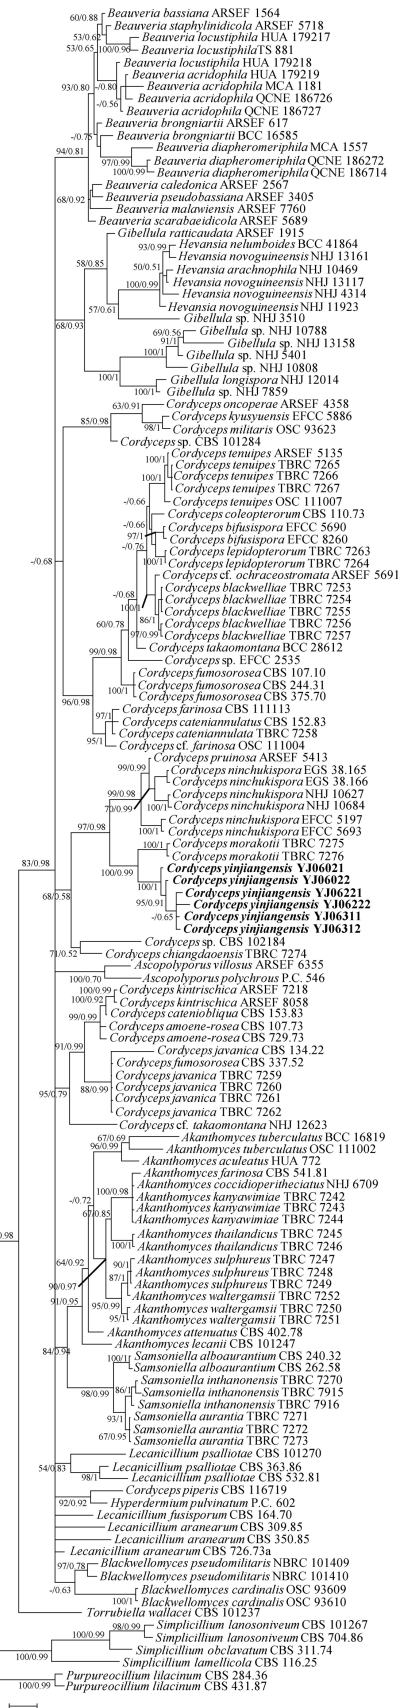 60/0.88
Beauveria bassiana ARSEF 1564
Beauveria staphylinidicola ARSEF 5718
53/0.62
Beauveria locustiphila HUA 179217
53/0.65
100/0.96
Beauveria locustiphilaTS 881
Beauveria locustiphila HUA 179218
Beauveria acridophila HUA 179219
93/0.80
-/0.80
Beauveria acridophila MCA 1181
Beauveria acridophila QCNE 186726
-/0.56
Beauveria acridophila QCNE 186727
Beauveria brongniartii ARSEF 617
-/0.75
Beauveria brongniartii BCC 16585
Beauveria diapheromeriphila MCA 1557
94/0.81
97/0.99
Beauveria diapheromeriphila QCNE 186272
100/0.99
Beauveria diapheromeriphila QCNE 186714
Beauveria caledonica ARSEF 2567
68/0.92
Beauveria pseudobassiana ARSEF 3405
Beauveria malawiensis ARSEF 7760
Beauveria scarabaeidicola ARSEF 5689
Gibellula ratticaudata ARSEF 1915
93/0.99
Hevansia nelumboides BCC 41864
Hevansia novoguineensis NHJ 13161
58/0.85
50/0.51
Hevansia arachnophila NHJ 10469
Hevansia novoguineensis NHJ 13117
100/0.99
Hevansia novoguineensis NHJ 4314
Hevansia novoguineensis NHJ 11923
57/0.61
Gibellula sp. NHJ 3510
68/0.93
69/0.56
Gibellula sp. NHJ 10788
91/1
Gibellula sp. NHJ 13158
100/1
Gibellula sp. NHJ 5401
Gibellula sp. NHJ 10808
100/1
Gibellula longispora NHJ 12014
100/1
Gibellula sp. NHJ 7859
63/0.91
Cordyceps oncoperae ARSEF 4358
Cordyceps kyusyuensis EFCC 5886
85/0.98
98/1
Cordyceps militaris OSC 93623
Cordyceps sp. CBS 101284
Cordyceps tenuipes ARSEF 5135
100/1
Cordyceps tenuipes TBRC 7265
Cordyceps tenuipes TBRC 7266
100/1
Cordyceps tenuipes TBRC 7267
-/0.66
Cordyceps tenuipes OSC 111007
Cordyceps coleopterorum CBS 110.73
-/0.66
Cordyceps bifusispora EFCC 5690
97/1
Cordyceps bifusispora EFCC 8260
-/0.76
Cordyceps lepidopterorum TBRC 7263
-/0.68
100/1
Cordyceps lepidopterorum TBRC 7264
Cordyceps cf. ochraceostromata ARSEF 5691
Cordyceps blackwelliae TBRC 7253
-/0.68
Cordyceps blackwelliae TBRC 7254
100/1
Cordyceps blackwelliae TBRC 7255
86/1
Cordyceps blackwelliae TBRC 7256
60/0.78
97/0.99
Cordyceps blackwelliae TBRC 7257
Cordyceps takaomontana BCC 28612
99/0.98
Cordyceps sp. EFCC 2535
Cordyceps fumosorosea CBS 107.10
100/1
Cordyceps fumosorosea CBS 244.31
Cordyceps fumosorosea CBS 375.70
96/0.98
Cordyceps farinosa CBS 111113
97/1
Cordyceps cateniannulatus CBS 152.83
Cordyceps cateniannulata TBRC 7258
95/1
Cordyceps cf. farinosa OSC 111004
Cordyceps pruinosa ARSEF 5413
99/0.99
Cordyceps ninchukispora EGS 38.165
Cordyceps ninchukispora EGS 38.166
99/0.98
Cordyceps ninchukispora NHJ 10627
70/0.99
100/1
Cordyceps ninchukispora NHJ 10684
Cordyceps ninchukispora EFCC 5197
97/0.98
100/1
Cordyceps ninchukispora EFCC 5693
100/1
Cordyceps morakotii TBRC 7275
Cordyceps morakotii TBRC 7276
83/0.98
100/0.99
Cordyceps yinjiangensis YJ06021
100/1
Cordyceps yinjiangensis YJ06022
Cordyceps yinjiangensis YJ06221
68/0.58
95/0.91
Cordyceps yinjiangensis YJ06222
-/0.65
Cordyceps yinjiangensis YJ06311
Cordyceps yinjiangensis YJ06312
Cordyceps sp. CBS 102184
71/0.52
Cordyceps chiangdaoensis TBRC 7274
Ascopolyporus villosus ARSEF 6355
100/0.70
Ascopolyporus polychrous P.C. 546
100/0.99
Cordyceps kintrischica ARSEF 7218
100/0.92
Cordyceps kintrischica ARSEF 8058
Cordyceps cateniobliqua CBS 153.83
99/0.99
Cordyceps amoene-rosea CBS 107.73
Cordyceps amoene-rosea CBS 729.73
91/0.99
Cordyceps javanica CBS 134.22
Cordyceps fumosorosea CBS 337.52
Cordyceps javanica TBRC 7259
88/0.99
Cordyceps javanica TBRC 7260
95/0.79
Cordyceps javanica TBRC 7261
Cordyceps javanica TBRC 7262
Cordyceps cf. takaomontana NHJ 12623
67/0.69
Akanthomyces tuberculatus BCC 16819
96/0.99
Akanthomyces tuberculatus OSC 111002
Akanthomyces aculeatus HUA 772
Akanthomyces farinosa CBS 541.81
Akanthomyces coccidioperitheciatus NHJ 6709
-/0.72
100/0.98
Akanthomyces kanyawimiae TBRC 7242
Akanthomyces kanyawimiae TBRC 7243
67/0.85
Akanthomyces kanyawimiae TBRC 7244
0.98
Akanthomyces thailandicus TBRC 7245
100/1
Akanthomyces thailandicus TBRC 7246
64/0.92
90/1
Akanthomyces sulphureus TBRC 7247
87/1
Akanthomyces sulphureus TBRC 7248
90/0.97
Akanthomyces sulphureus TBRC 7249
Akanthomyces waltergamsii TBRC 7252
91/0.95
95/0.99
Akanthomyces waltergamsii TBRC 7250
95/1
Akanthomyces waltergamsii TBRC 7251
Akanthomyces attenuatus CBS 402.78
Akanthomyces lecanii CBS 101247
84/0.94
100/1
Samsoniella alboaurantium CBS 240.32
Samsoniella alboaurantium CBS 262.58
Samsoniella inthanonensis TBRC 7270
98/0.99
86/1
Samsoniella inthanonensis TBRC 7915
Samsoniella inthanonensis TBRC 7916
93/1
Samsoniella aurantia TBRC 7271
Samsoniella aurantia TBRC 7272
67/0.95
Samsoniella aurantia TBRC 7273
Lecanicillium psalliotae CBS 101270
54/0.83
Lecanicillium psalliotae CBS 363.86
98/1
Lecanicillium psalliotae CBS 532.81
Cordyceps piperis CBS 116719
92/0.92
Hyperdermium pulvinatum P.C. 602
Lecanicillium fusisporum CBS 164.70
Lecanicillium aranearum CBS 309.85
Lecanicillium aranearum CBS 350.85
Lecanicillium aranearum CBS 726.73a
97/0.78
Blackwellomyces pseudomilitaris NBRC 101409
Blackwellomyces pseudomilitaris NBRC 101410
-/0.63
Blackwellomyces cardinalis OSC 93609
100/1
Blackwellomyces cardinalis OSC 93610
Torrubiella wallacei CBS 101237
98/0.99
Simplicillium lanosoniveum CBS 101267
100/0.99
Simplicillium lanosoniveum CBS 704.86
Simplicillium obclavatum CBS 311.74
100/0.99
Simplicillium lamellicola CBS 116.25
Purpureocillium lilacinum CBS 284.36
100/0.99
Purpureocillium lilacinum CBS 431.87